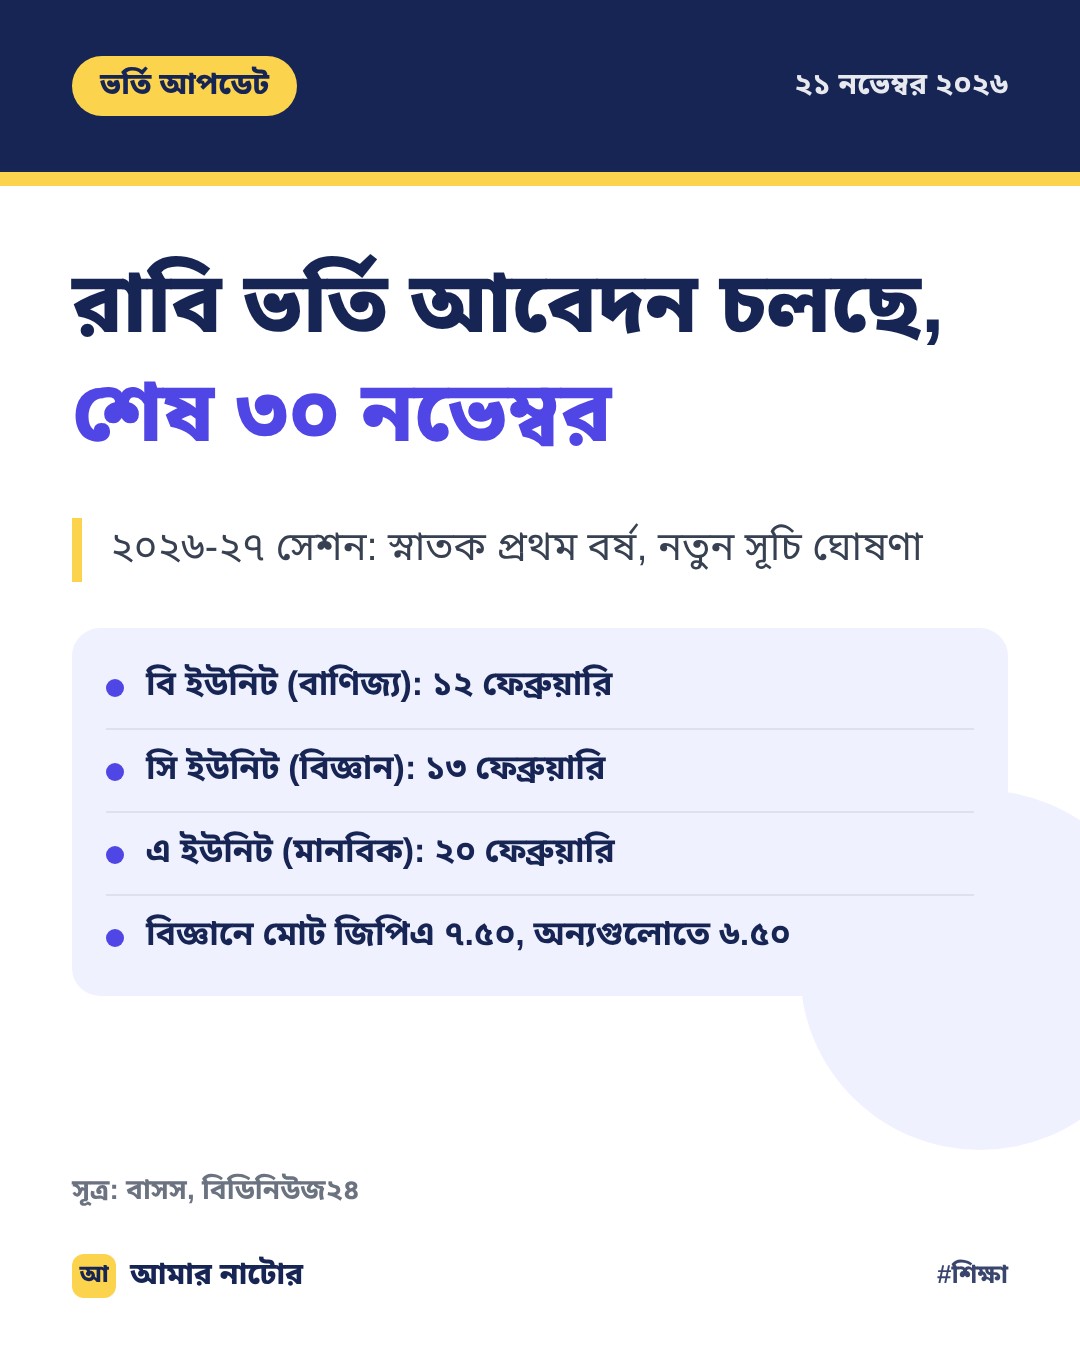 ভর্তি আপডেট
২১ নভেম্বর ২০২৬
রাবি ভর্তি আবেদন চলছে,
শেষ ৩০ নভেম্বর
২০২৬-২৭ সেশন: স্নাতক প্রথম বর্ষ, নতুন সূচি ঘোষণা
বি ইউনিট (বাণিজ্য): ১২ ফেব্রুয়ারি
সি ইউনিট (বিজ্ঞান): ১৩ ফেব্রুয়ারি
এ ইউনিট (মানবিক): ২০ ফেব্রুয়ারি
বিজ্ঞানে মোট জিপিএ ৭.৫০, অন্যগুলোতে ৬.৫০
সূত্র: বাসস, বিডিনিউজ২৪
আ আমার নাটোর
#শিক্ষা